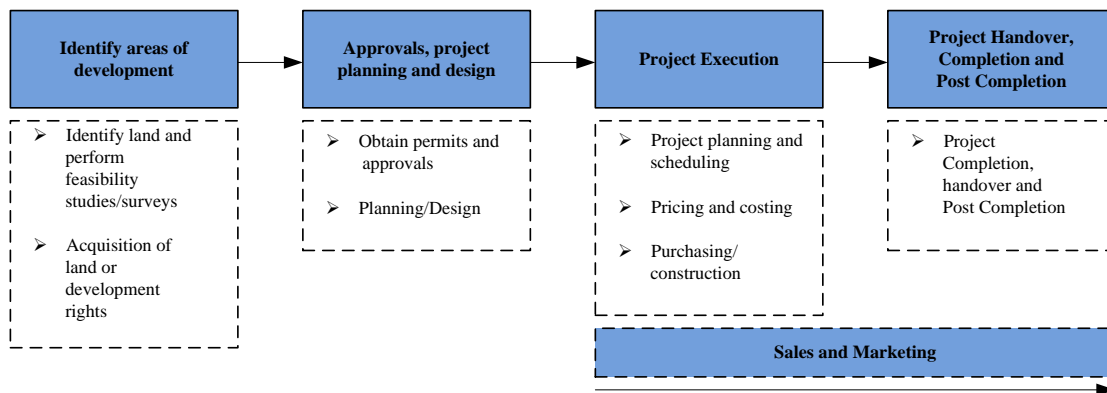 Identify areas of
development
Approvals, project
planning and design
Project Execution
Project Handover,
Completion and
Post Completion
➢ Identify land and
perform
feasibility
studies/surveys
➢ Acquisition of
land or
development
rights
➢ Obtain permits and
approvals
➢ Planning/Design
➢ Project planning and
scheduling
➢ Pricing and costing
➢ Purchasing/
construction
➢ Project
Completion,
handover and
Post Completion
Sales and Marketing